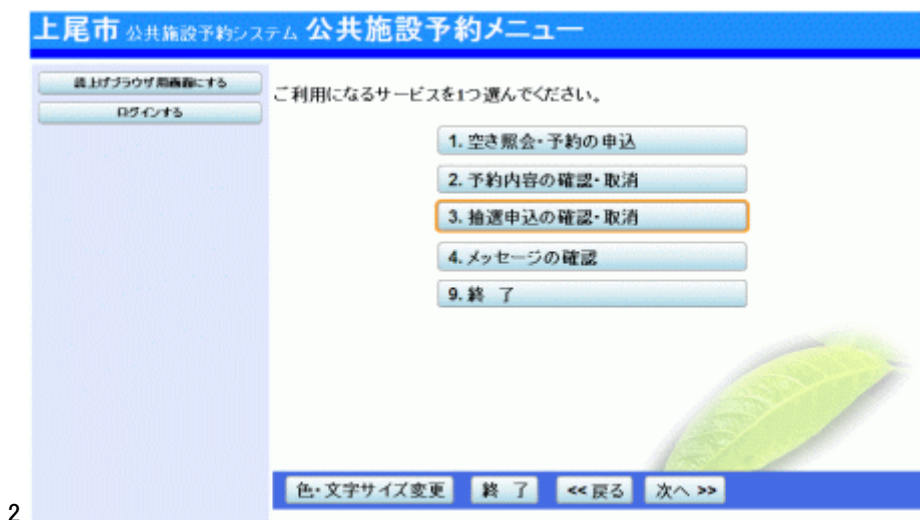 上尾市 公共施設予約システム 公共施設予約メニュー
読上げブラウザ用画面にする
ログインする
ご利用になるサービスを1つ選んでください。
1. 空き照会・予約の申込
2. 予約内容の確認・取消
3. 抽選申込の確認・取消
4. メッセージの確認
9. 終 了
色・文字サイズ変更 終 了 <<戻る 次へ >>
2